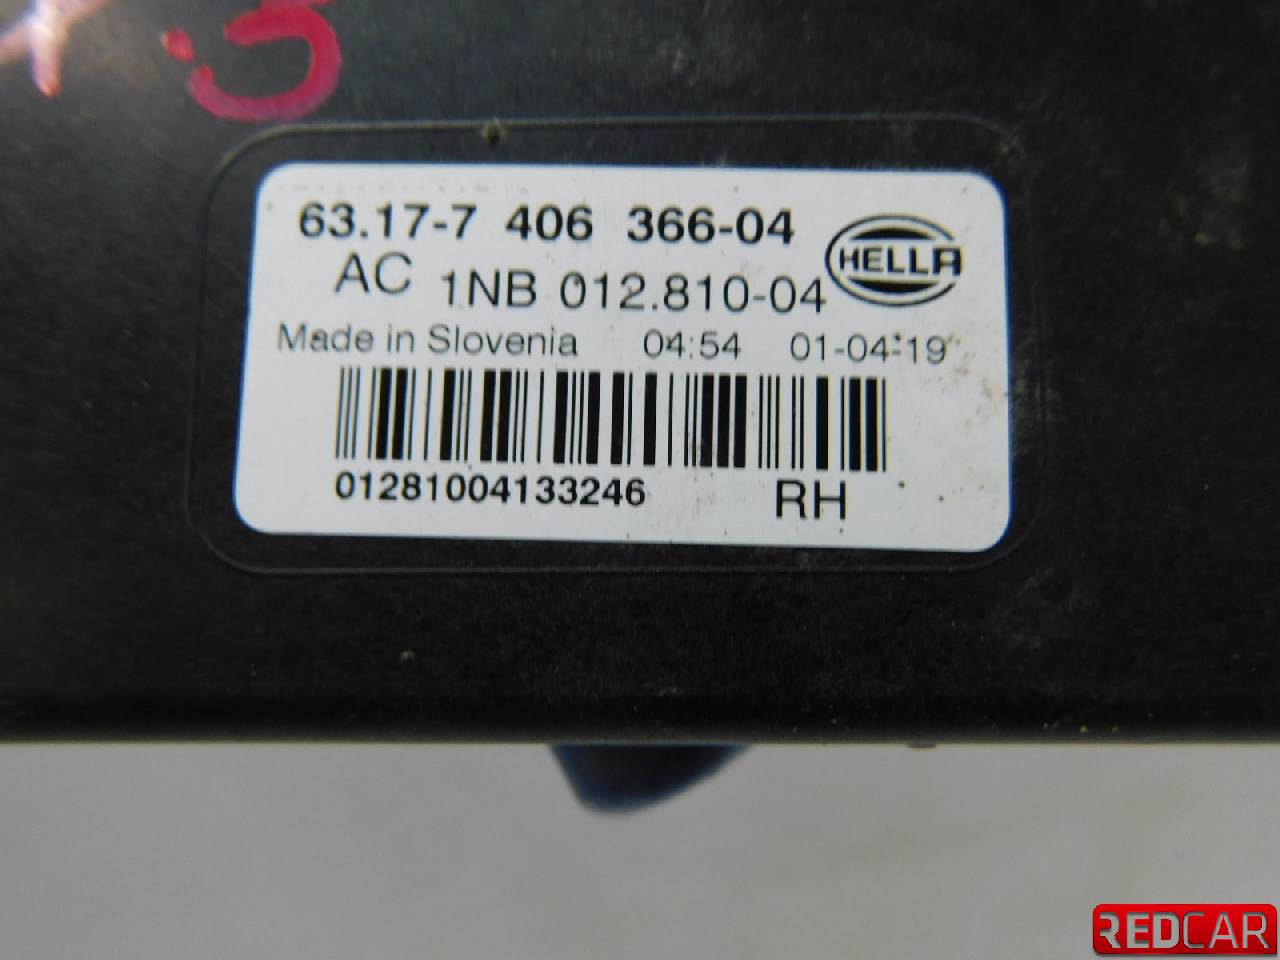 X3
63.17-7 406 366-04
AC 1NB 012.810-04
HELLA
Made in Slovenia 04:54 01-04-19
01281004133246 RH
REDCAR